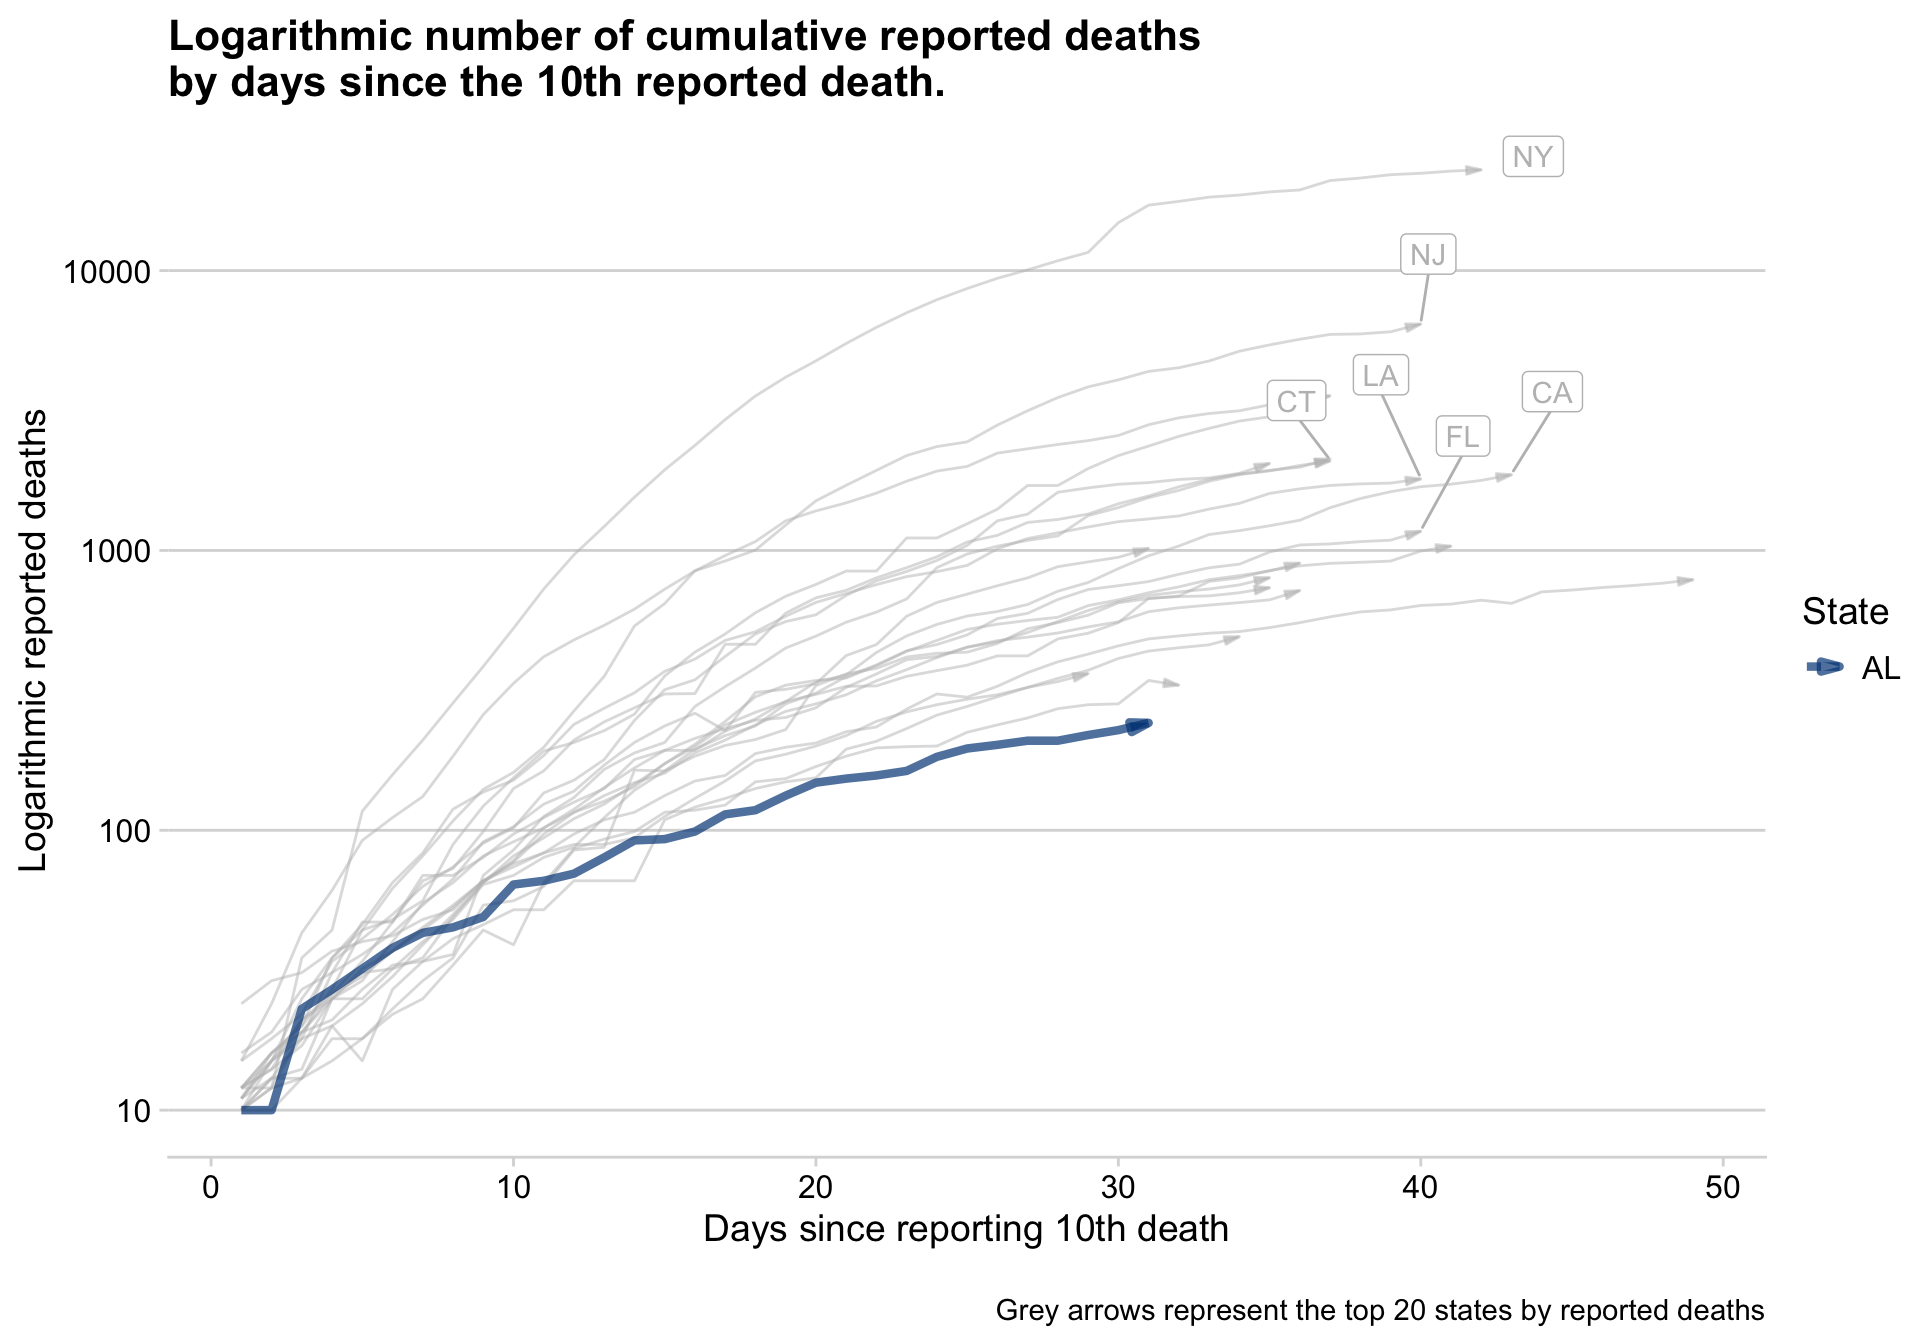 Logarithmic number of cumulative reported deaths
by days since the 10th reported death.
NY
NJ
LA
CT
CA
FL
10000
1000
100
10
Logarithmic reported deaths
State
AL
0 10 20 30 40 50
Days since reporting 10th death
Grey arrows represent the top 20 states by reported deaths